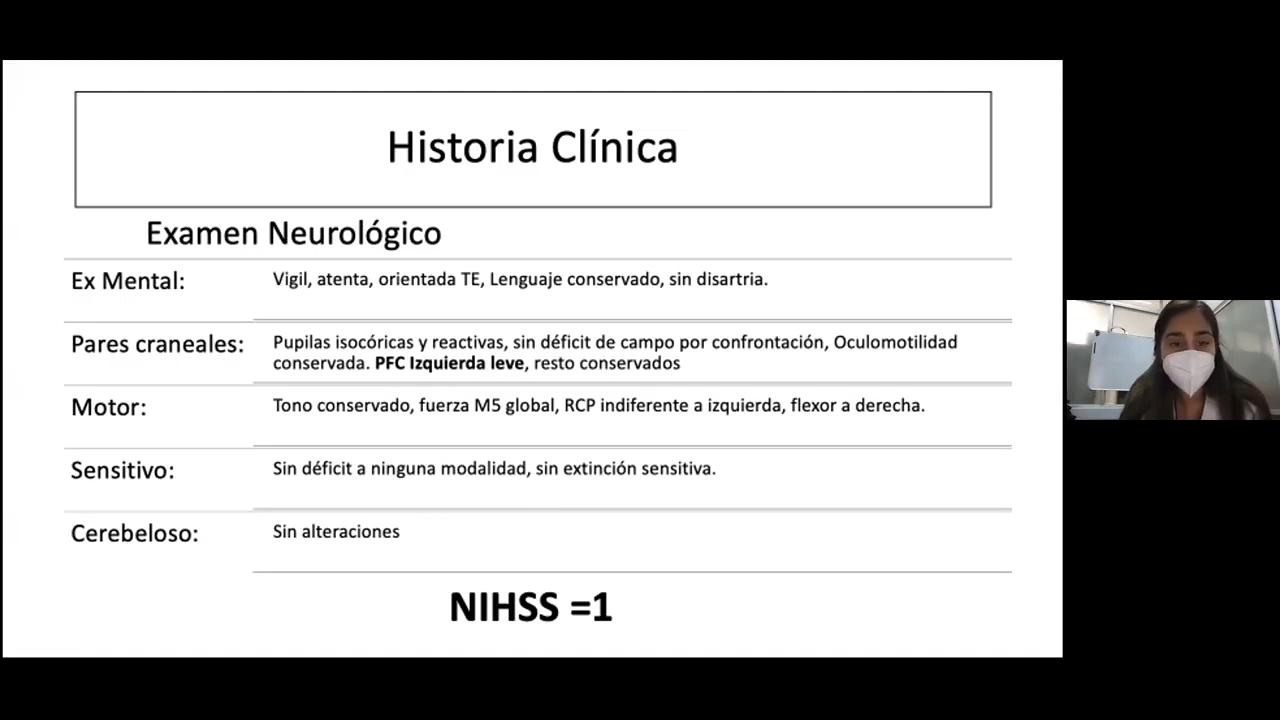 Historia Clínica
Examen Neurológico
Ex Mental:
Vigil, atenta, orientada TE, Lenguaje conservado, sin disartria.
Pares craneales:
Pupilas isocóricas y reactivas, sin déficit de campo por confrontación, Oculomotilidad
conservada. PFC Izquierda leve, resto conservados
Motor:
Tono conservado, fuerza M5 global, RCP indiferente a izquierda, flexor a derecha.
Sensitivo:
Sin déficit a ninguna modalidad, sin extinción sensitiva.
Cerebeloso:
Sin alteraciones
NIHSS =1